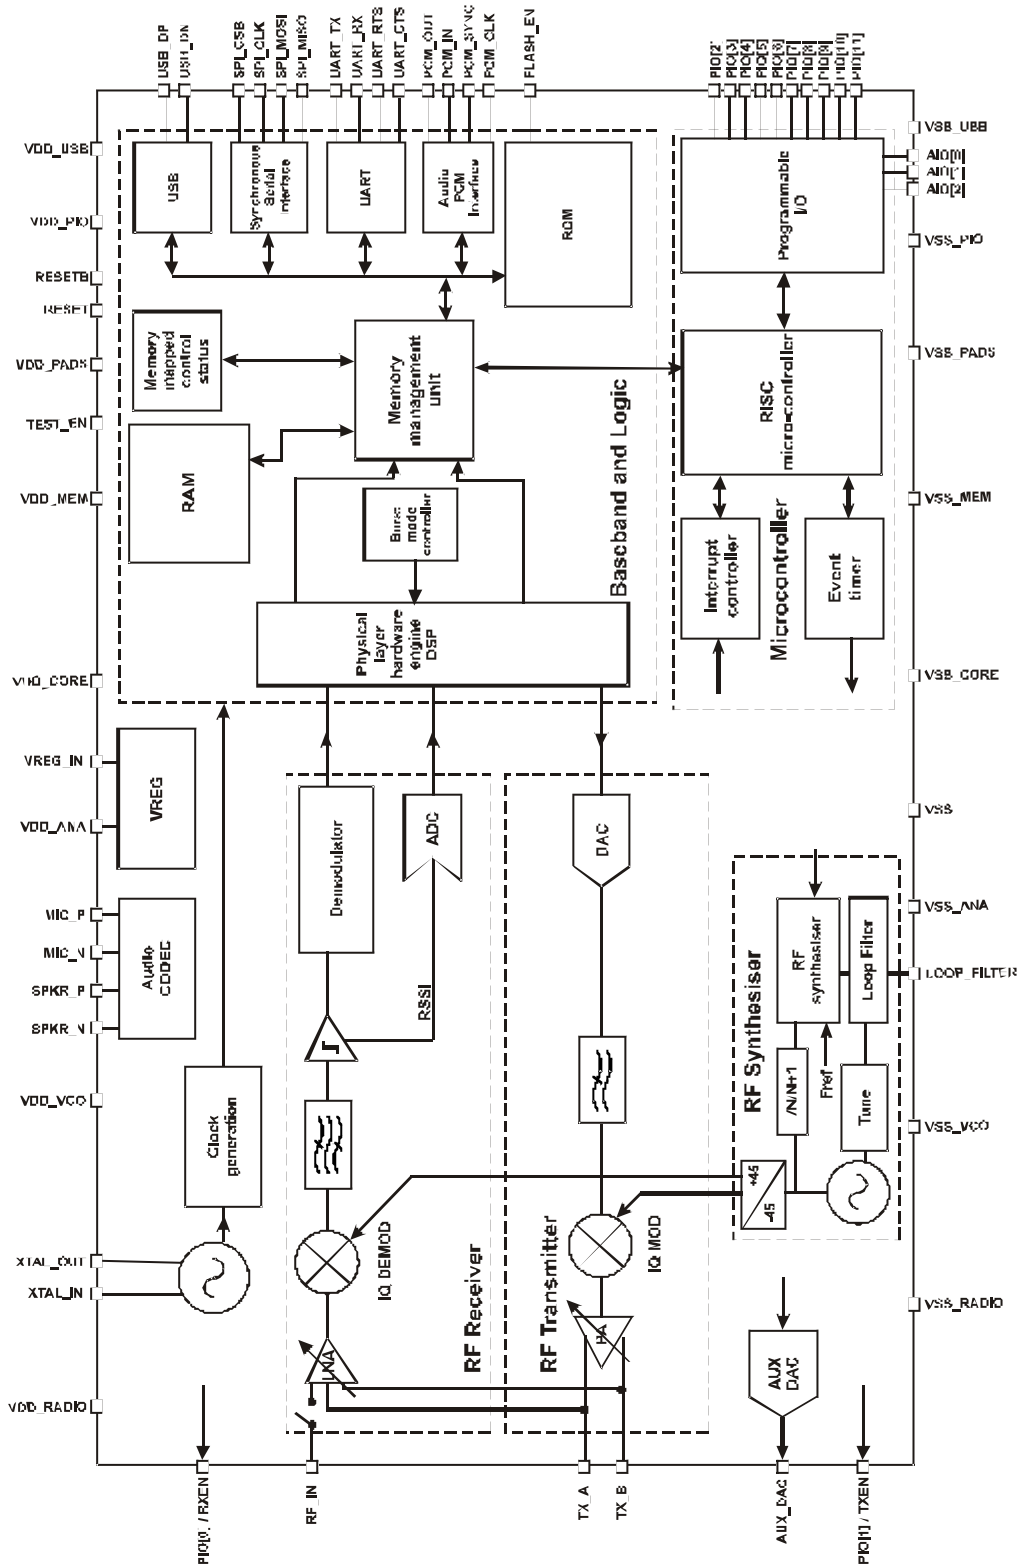 USB_DP
USB_DN
SPI_CSB
SPI_CLK
SPI_MOSI
SPI_MISO
UART_TX
UART_RX
UART_RTS
UART_CTS
PCM_OUT
PCM_IN
PCM_SYNC
PCM_CLK
FLASH_EN
PIO[2]
PIO[3]
PIO[4]
PIO[5]
PIO[6]
PIO[7]
PIO[8]
PIO[9]
PIO[10]
PIO[11]
VDD_USB
VDD_PIO
RESETB
RESET
VDD_PADS
TEST_EN
VDD_MEM
VDD_CORE
VREG_IN
VDD_ANA
MIC_P
MIC_N
SPKR_P
SPKR_N
VDD_VCO
XTAL_OUT
XTAL_IN
VDD_RADIO
USB
Synchronous
Serial
Interface
UART
Audio
PCM
Interface
ROM
Memory
mapped
control
status
Memory
management
unit
RAM
Burst
mode
controller
Physical
layer
hardware
engine
DSP
Baseband and Logic
Programmable
I/O
RISC
micro-controller
Interrupt
controller
Event
timer
Microcontroller
VREG
Audio
CODEC
Clock
generation
Demodulator
ADC
RSSI
IQ DEMOD
LNA
RF Receiver
DAC
IQ MOD
PA
RF Transmitter
RF
synthesiser
Loop Filter
/N/N+1
Fref
Tune
+45
-45
RF Synthesiser
AUX
DAC
VSS_USB
AIO[0]
AIO[1]
AIO[2]
VSS_PIO
VSS_PADS
VSS_MEM
VSS_CORE
VSS
VSS_ANA
LOOP_FILTER
VSS_VCO
VSS_RADIO
PIO[0] / RXEN
RF_IN
TX_A
TX_B
AUX_DAC
PIO[1] / TXEN